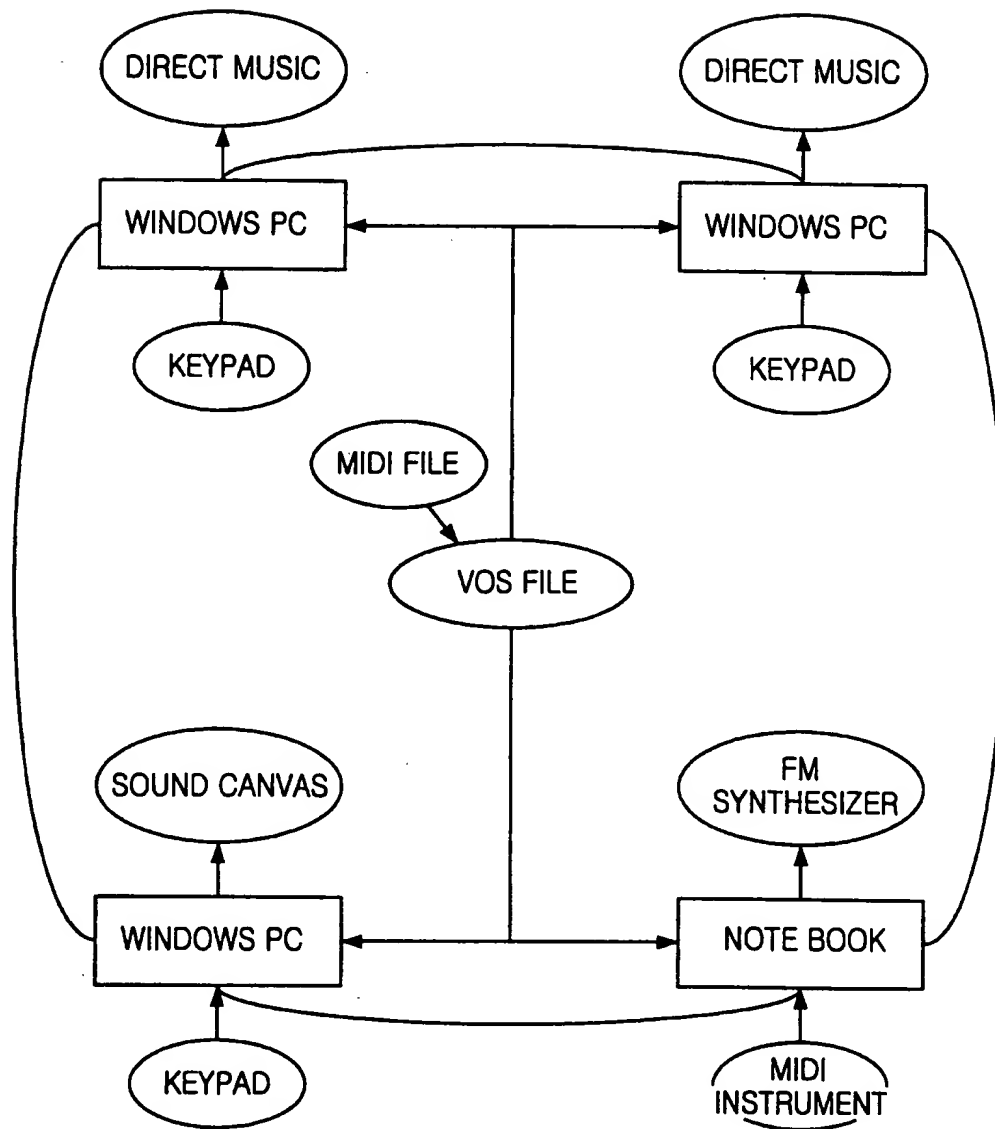 DIRECT MUSIC
DIRECT MUSIC
WINDOWS PC
WINDOWS PC
KEYPAD
KEYPAD
MIDI FILE
VOS FILE
SOUND CANVAS
FM
SYNTHESIZER
WINDOWS PC
NOTE BOOK
KEYPAD
MIDI
INSTRUMENT